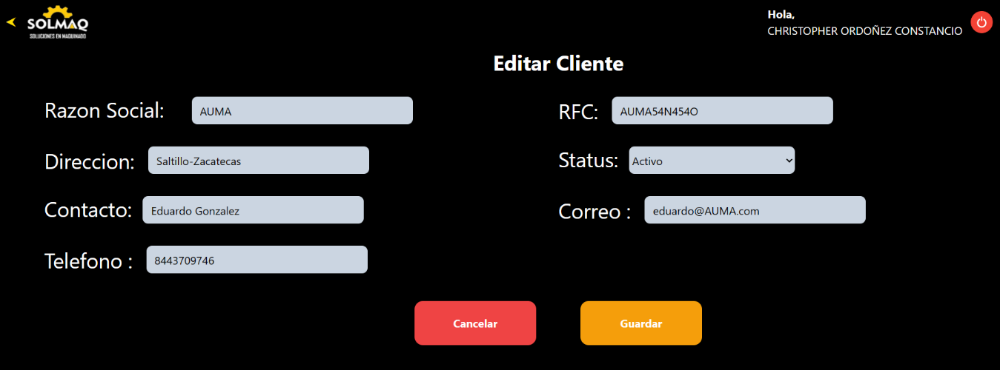 SOLMAQ
SOLUCIONES EN MAQUINADO
Hola,
CHRISTOPHER ORDOÑEZ CONSTANCIO
Editar Cliente
Razon Social: AUMA
RFC: AUMA54N454O
Direccion: Saltillo-Zacatecas
Status: Activo
Contacto: Eduardo Gonzalez
Correo : eduardo@AUMA.com
Telefono : 8443709746
Cancelar
Guardar